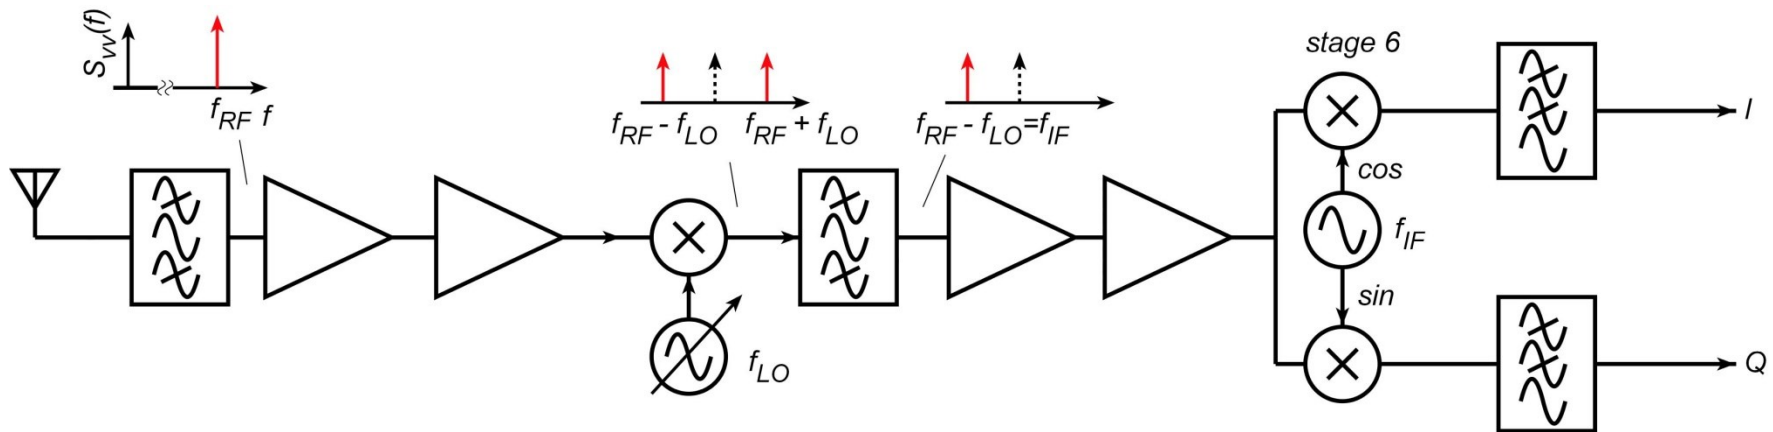 S_vv(f)
f_RF f
f_RF - f_LO f_RF + f_LO
f_RF - f_LO=f_IF
f_LO
stage 6
cos
f_IF
sin
I
Q